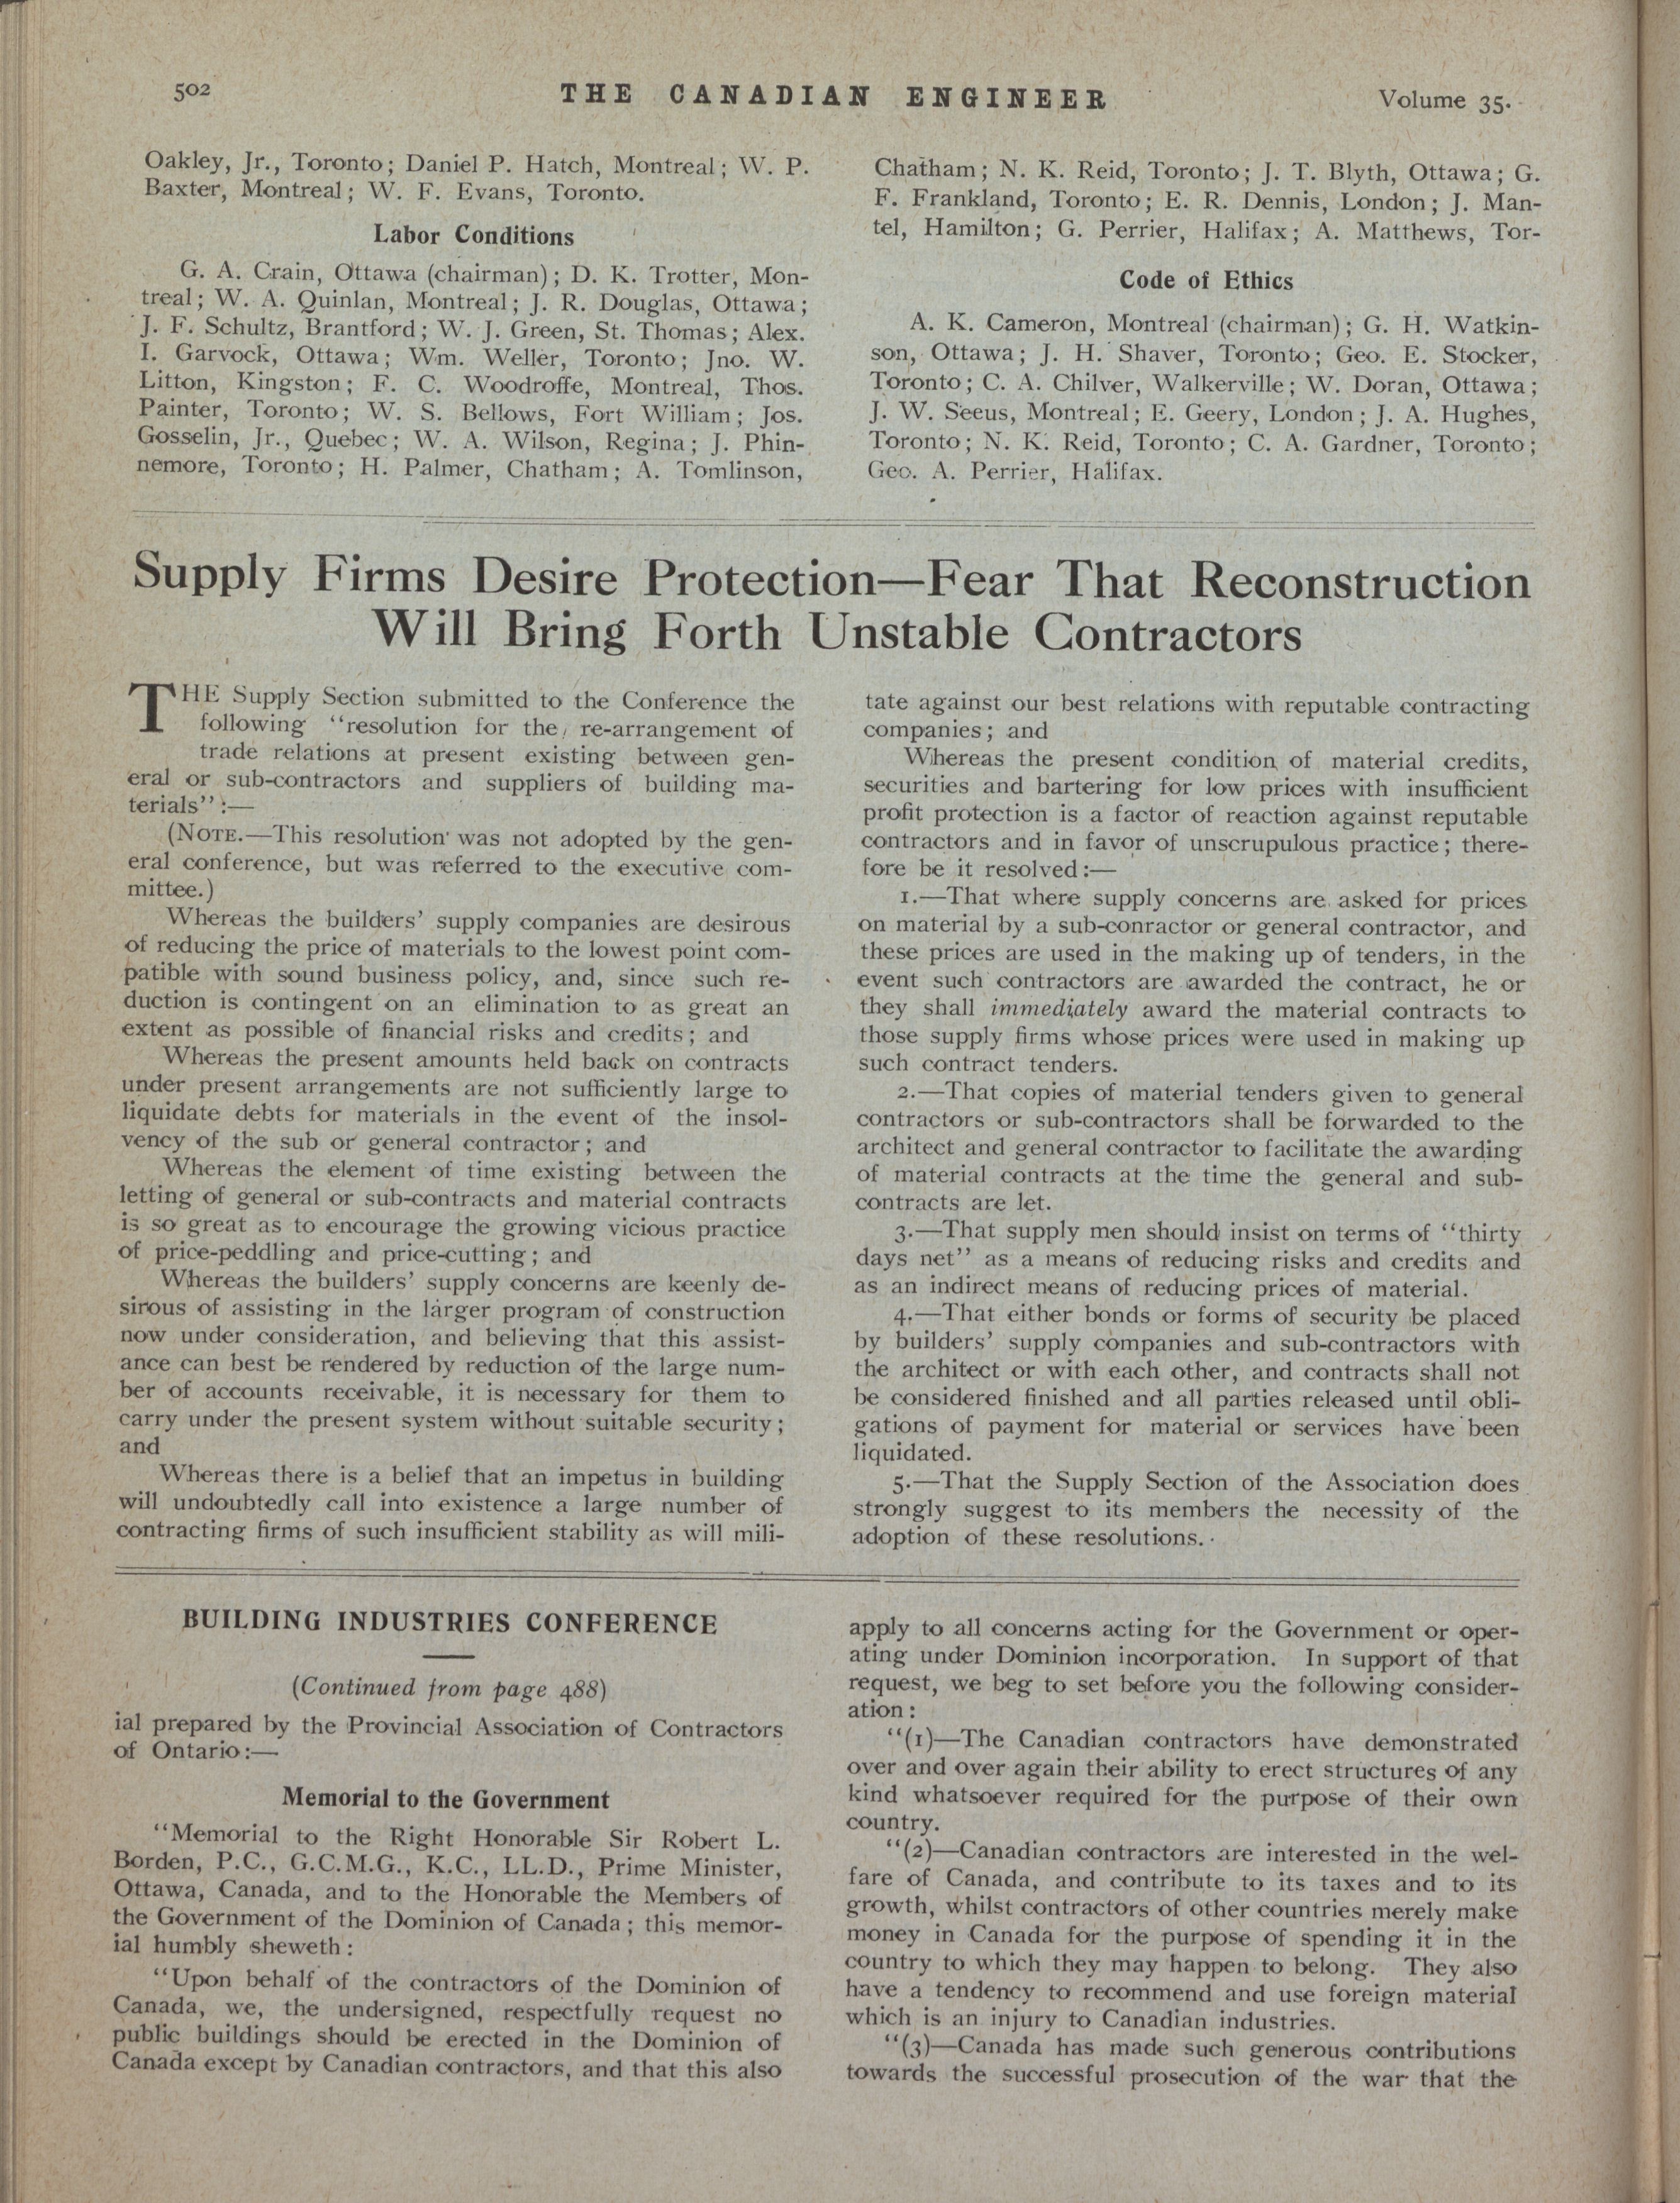 502
THE CANADIAN ENGINEER
Volume 35.
Oakley, Jr., Toronto; Daniel P. Hatch, Montreal; W. P.
Baxter, Montreal; W. F. Evans, Toronto.
Labor Conditions
G. A. Crain, Ottawa (chairman); D. K. Trotter, Mon-
treal; W. A. Quinlan, Montreal; J. R. Douglas, Ottawa;
J. F. Schultz, Brantford; W. J. Green, St. Thomas; Alex.
I. Garvock, Ottawa; Wm. Weller, Toronto; Jno. W.
Litton, Kingston; F. C. Woodroffe, Montreal, Thos.
Painter, Toronto; W. S. Bellows, Fort William; Jos.
Gosselin, Jr., Quebec; W. A. Wilson, Regina; J. Phin-
nemore, Toronto; H. Palmer, Chatham; A. Tomlinson,
Chatham; N. K. Reid, Toronto; J. T. Blyth, Ottawa; G.
F. Frankland, Toronto; E. R. Dennis, London; J. Man-
tel, Hamilton; G. Perrier, Halifax; A. Matthews, Tor-
Code of Ethics
A. K. Cameron, Montreal (chairman); G. H. Watkin-
son, Ottawa; J. H. Shaver, Toronto; Geo. E. Stocker,
Toronto; C. A. Chilver, Walkerville; W. Doran, Ottawa;
J. W. Seeus, Montreal; E. Geery, London; J. A. Hughes,
Toronto; N. K. Reid, Toronto; C. A. Gardner, Toronto;
Geo. A. Perrier, Halifax.
Supply Firms Desire Protection—Fear That Reconstruction
Will Bring Forth Unstable Contractors
THE Supply Section submitted to the Conference the
following "resolution for the re-arrangement of
trade relations at present existing between gen-
eral or sub-contractors and suppliers of building ma-
terials":—
(NOTE.—This resolution was not adopted by the gen-
eral conference, but was referred to the executive com-
mittee.)
Whereas the builders' supply companies are desirous
of reducing the price of materials to the lowest point com-
patible with sound business policy, and, since such re-
duction is contingent on an elimination to as great an
extent as possible of financial risks and credits; and
Whereas the present amounts held back on contracts
under present arrangements are not sufficiently large to
liquidate debts for materials in the event of the insol-
vency of the sub or general contractor; and
Whereas the element of time existing between the
letting of general or sub-contracts and material contracts
is so great as to encourage the growing vicious practice
of price-peddling and price-cutting; and
Whereas the builders' supply concerns are keenly de-
sirous of assisting in the larger program of construction
now under consideration, and believing that this assist-
ance can best be rendered by reduction of the large num-
ber of accounts receivable, it is necessary for them to
carry under the present system without suitable security;
and
Whereas there is a belief that an impetus in building
will undoubtedly call into existence a large number of
contracting firms of such insufficient stability as will mili-
tate against our best relations with reputable contracting
companies; and
Whereas the present condition of material credits,
securities and bartering for low prices with insufficient
profit protection is a factor of reaction against reputable
contractors and in favor of unscrupulous practice; there-
fore be it resolved:—
1.—That where supply concerns are asked for prices
on material by a sub-conractor or general contractor, and
these prices are used in the making up of tenders, in the
event such contractors are awarded the contract, he or
they shall immediately award the material contracts to
those supply firms whose prices were used in making up
such contract tenders.
2.—That copies of material tenders given to general
contractors or sub-contractors shall be forwarded to the
architect and general contractor to facilitate the awarding
of material contracts at the time the general and sub-
contracts are let.
3.—That supply men should insist on terms of "thirty
days net" as a means of reducing risks and credits and
as an indirect means of reducing prices of material.
4.—That either bonds or forms of security be placed
by builders' supply companies and sub-contractors with
the architect or with each other, and contracts shall not
be considered finished and all parties released until obli-
gations of payment for material or services have been
liquidated.
5.—That the Supply Section of the Association does
strongly suggest to its members the necessity of the
adoption of these resolutions.
BUILDING INDUSTRIES CONFERENCE
(Continued from page 488)
ial prepared by the Provincial Association of Contractors
of Ontario:—
Memorial to the Government
"Memorial to the Right Honorable Sir Robert L.
Borden, P.C., G.C.M.G., K.C., LL.D., Prime Minister,
Ottawa, Canada, and to the Honorable the Members of
the Government of the Dominion of Canada; this memor-
ial humbly sheweth:
"Upon behalf of the contractors of the Dominion of
Canada, we, the undersigned, respectfully request no
public buildings should be erected in the Dominion of
Canada except by Canadian contractors, and that this also
apply to all concerns acting for the Government or oper-
ating under Dominion incorporation. In support of that
request, we beg to set before you the following consider-
ation:
"(1)—The Canadian contractors have demonstrated
over and over again their ability to erect structures of any
kind whatsoever required for the purpose of their own
country.
"(2)—Canadian contractors are interested in the wel-
fare of Canada, and contribute to its taxes and to its
growth, whilst contractors of other countries merely make
money in Canada for the purpose of spending it in the
country to which they may happen to belong. They also
have a tendency to recommend and use foreign material
which is an injury to Canadian industries.
"(3)—Canada has made such generous contributions
towards the successful prosecution of the war that the